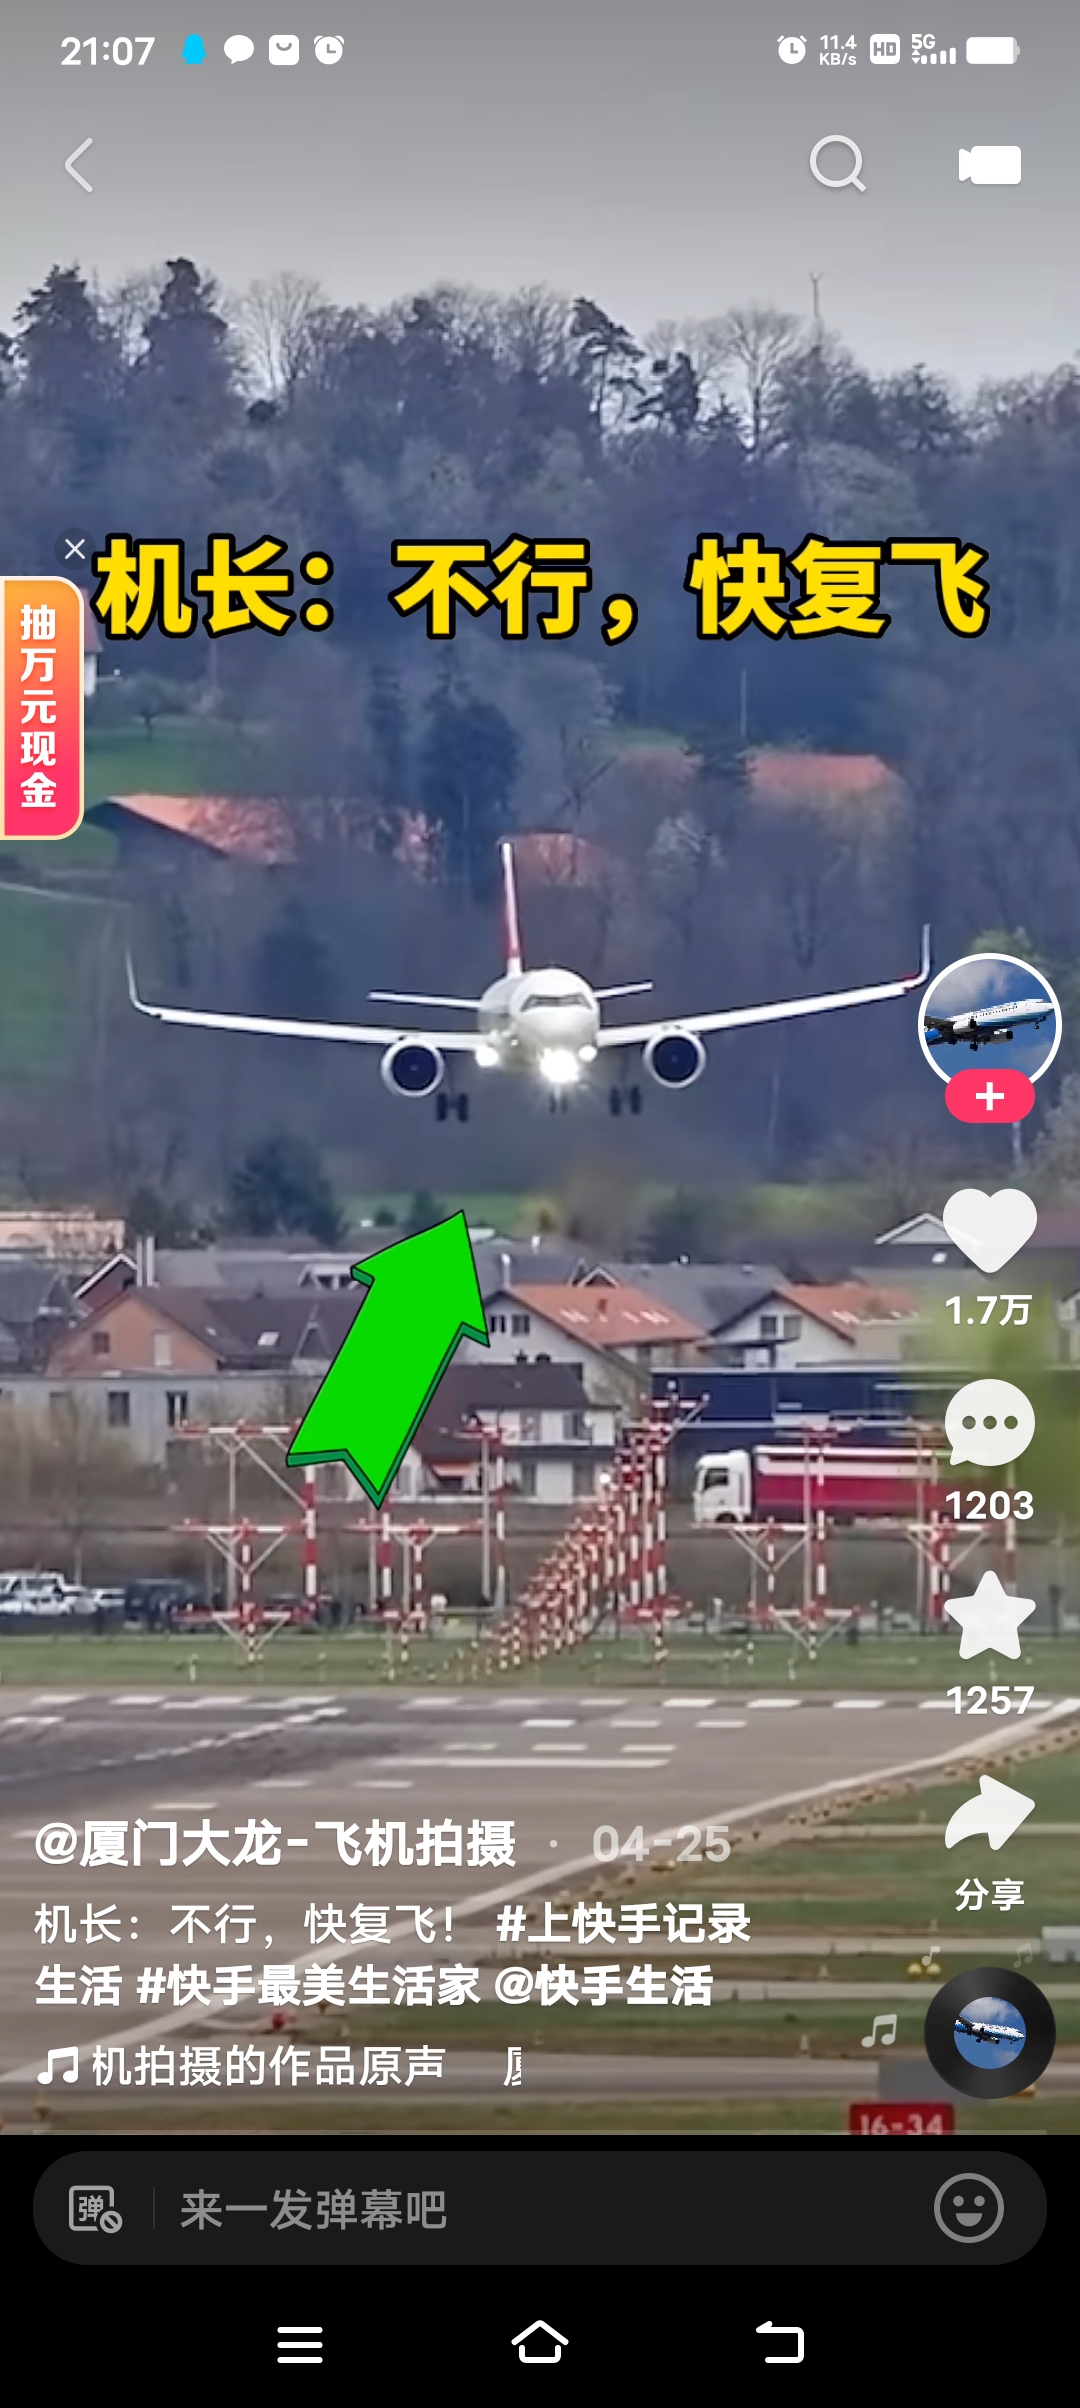 21:07
11.4
KB/s
HD
5G
机长：不行，快复飞
抽万元现金
1.7万
1203
1257
分享
@厦门大龙-飞机拍摄 · 04-25
机长：不行，快复飞！ #上快手记录
生活 #快手最美生活家 @快手生活
机拍摄的作品原声
16-34
弹
来一发弹幕吧